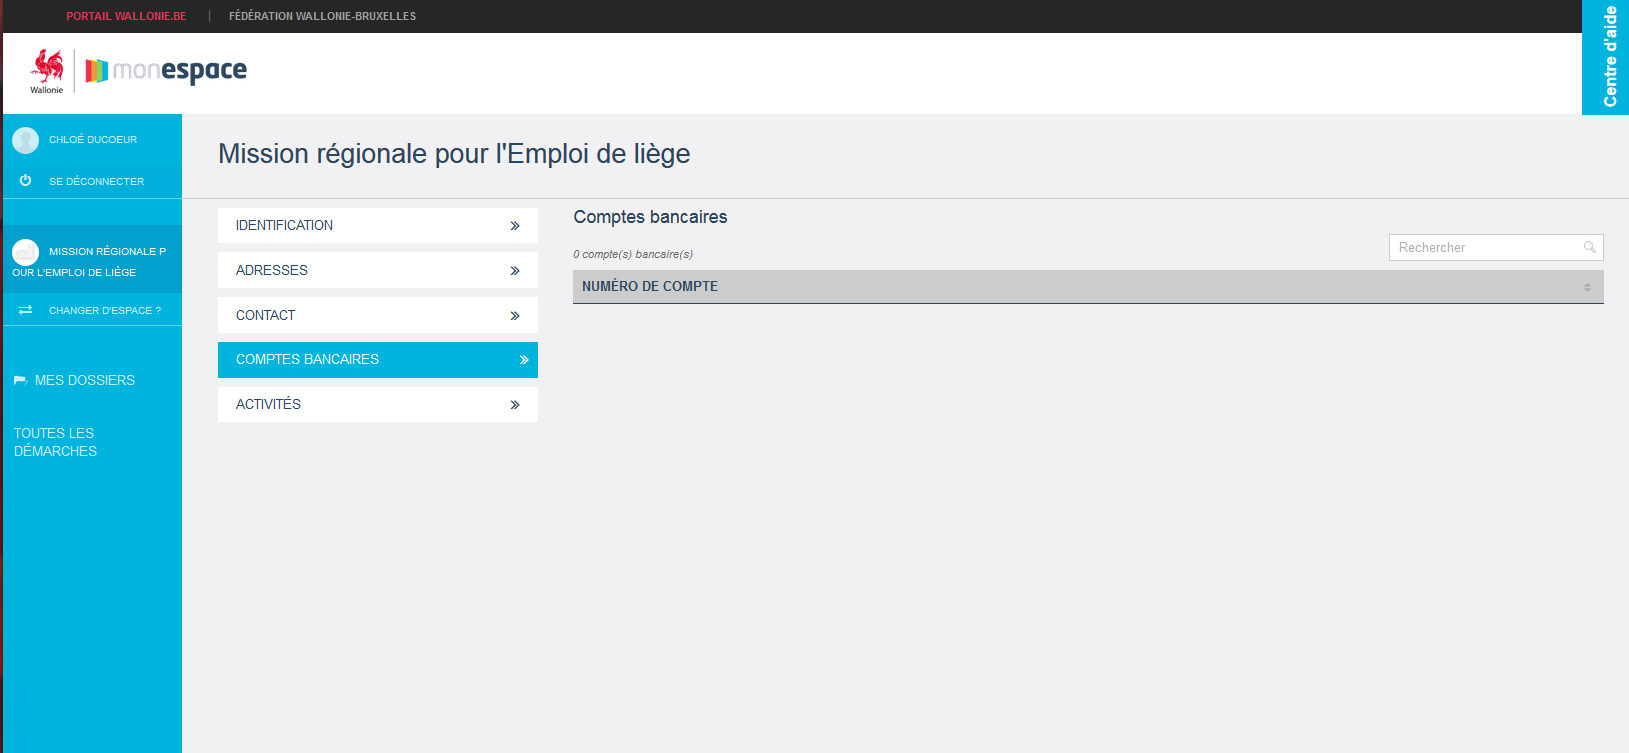 PORTAIL WALLONIE.BE | FÉDÉRATION WALLONIE-BRUXELLES
Centre d'aide
Wallonie
monespace
CHLOÉ DUCOEUR
SE DÉCONNECTER
MISSION RÉGIONALE P
OUR L'EMPLOI DE LIÈGE
CHANGER D'ESPACE ?
MES DOSSIERS
TOUTES LES
DÉMARCHES
Mission régionale pour l'Emploi de liège
IDENTIFICATION
ADRESSES
CONTACT
COMPTES BANCAIRES
ACTIVITÉS
Comptes bancaires
0 compte(s) bancaire(s)
Rechercher
NUMÉRO DE COMPTE